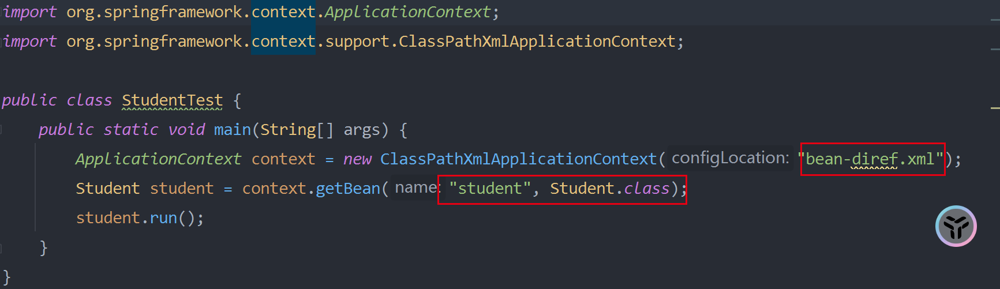 import org.springframework.context.ApplicationContext;
import org.springframework.context.support.ClassPathXmlApplicationContext;
public class StudentTest {
public static void main(String[] args) {
ApplicationContext context = new ClassPathXmlApplicationContext( configLocation: "bean-diref.xml");
Student student = context.getBean( name: "student", Student.class);
student.run();
}
}